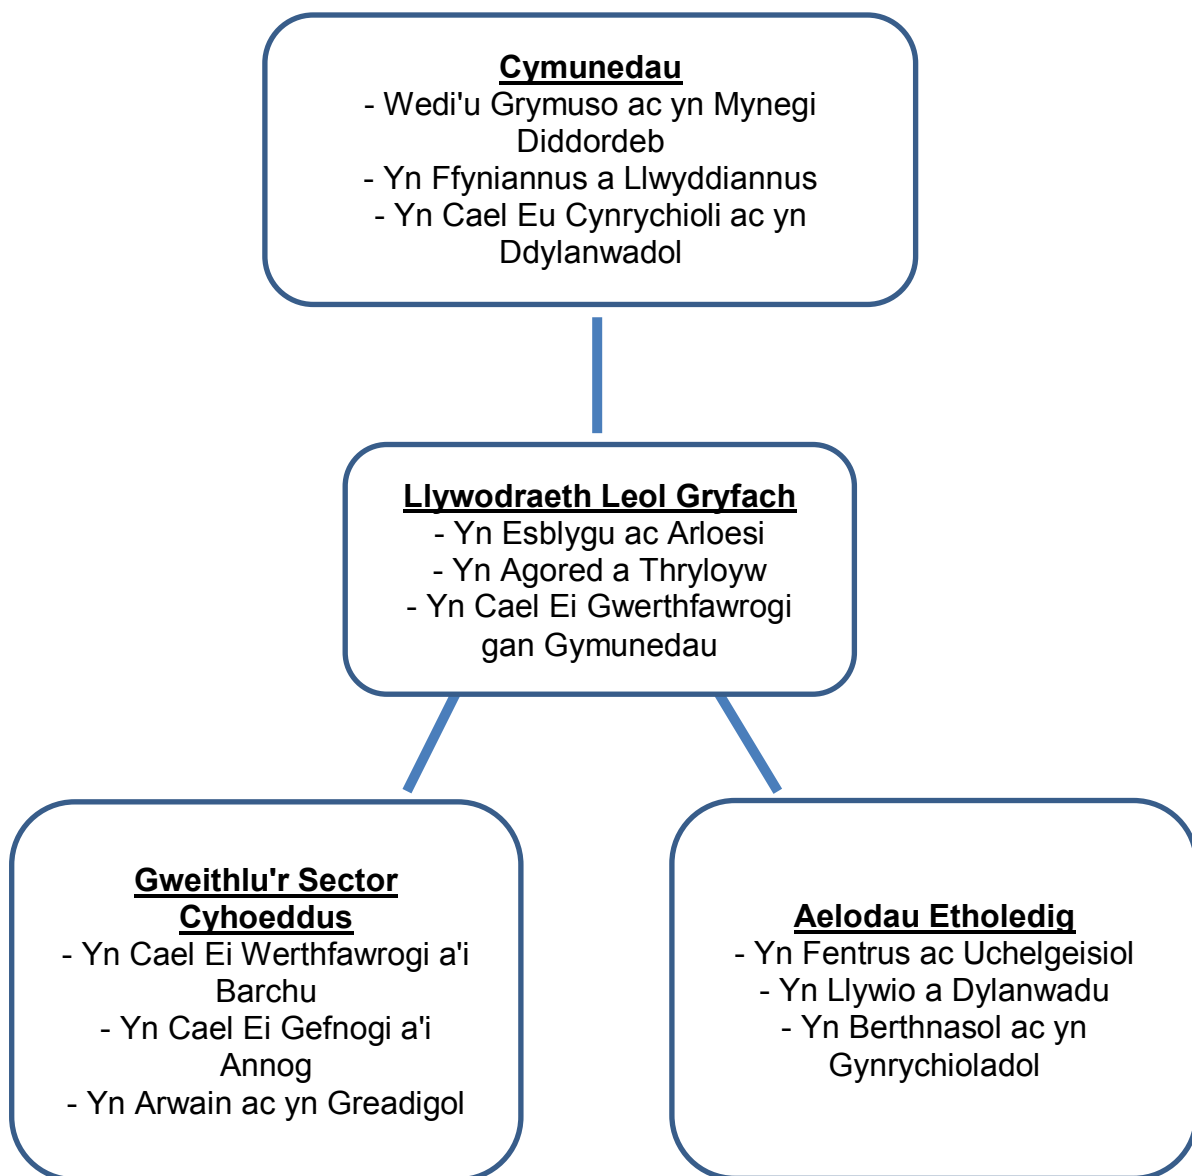 Cymunedau
- Wedi'u Grymuso ac yn Mynegi
Diddordeb
- Yn Ffyniannus a Llwyddiannus
- Yn Cael Eu Cynrychioli ac yn
Ddylanwadol
Llywodraeth Leol Gryfach
- Yn Esblygu ac Arloesi
- Yn Agored a Thryloyw
- Yn Cael Ei Gwerthfawrogi
gan Gymunedau
Gweithlu'r Sector
Cyhoeddus
- Yn Cael Ei Werthfawrogi a'i
Barchu
- Yn Cael Ei Gefnogi a'i
Annog
- Yn Arwain ac yn Greadigol
Aelodau Etholedig
- Yn Fentrus ac Uchelgeisiol
- Yn Llywio a Dylanwadu
- Yn Berthnasol ac yn
Gynrychioladol